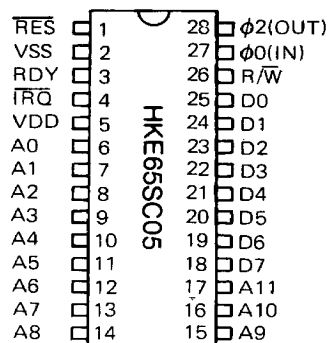 R̅E̅S̅ 1 28 ϕ2(OUT)
VSS 2 27 ϕ0(IN)
RDY 3 26 R/W̅
I̅R̅Q̅ 4 25 D0
VDD 5 24 D1
A0 6 23 D2
A1 7 22 D3
A2 8 21 D4
A3 9 20 D5
A4 10 19 D6
A5 11 18 D7
A6 12 17 A11
A7 13 16 A10
A8 14 15 A9
HKE65SC05